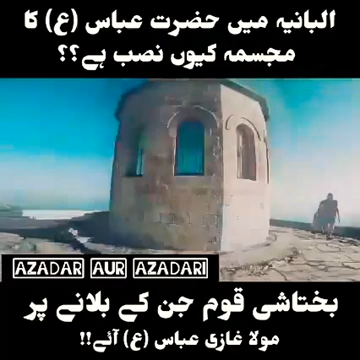 البانیہ میں حضرت عباس (ع) کا
مجسمہ کیوں نصب ہے؟؟
AZADAR AUR AZADARI
بختاشی قوم جن کے بلانے پر
مولا غازی عباس (ع) آئے!!